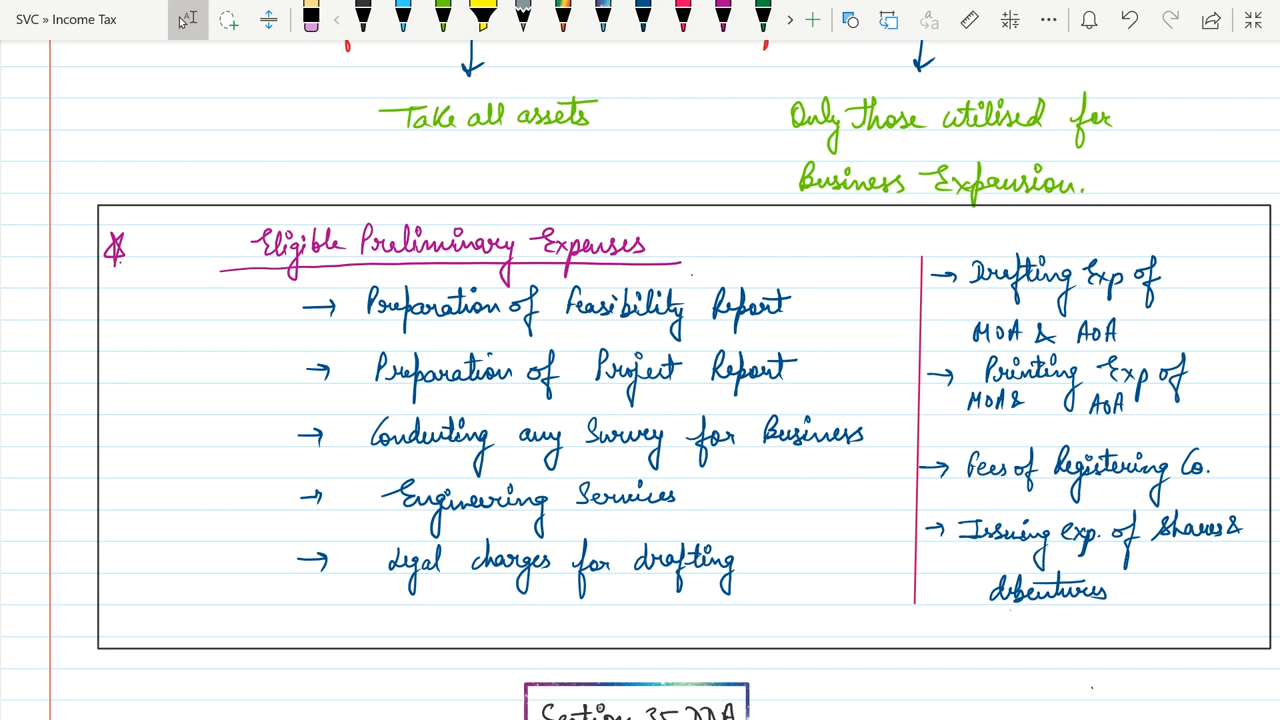 SVC » Income Tax
Take all assets
Only those utilised for
Business Expansion.
Eligible Preliminary Expenses
→ Preparation of Feasibility Report
→ Preparation of Project Report
→ Conducting any Survey for Business
→ Engineering Services
→ Legal charges for drafting
→ Drafting Exp of
MOA & AOA
→ Printing Exp of
MOA & AOA
→ Fees of Registering Co.
→ Issuing exp. of shares &
debentures
Section 35 DDA